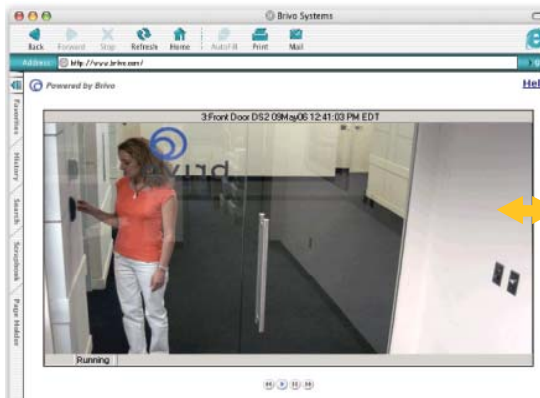 Brivo Systems
Back Forward Stop Refresh Home AutoFill Print Mail
Address http://www.brivo.com/
Powered by Brivo
Hel
3:Front Door DS2 09May06 12:41:03 PM EDT
brivo
Favorites
History
Search
Scrapbook
Page Holder
Running